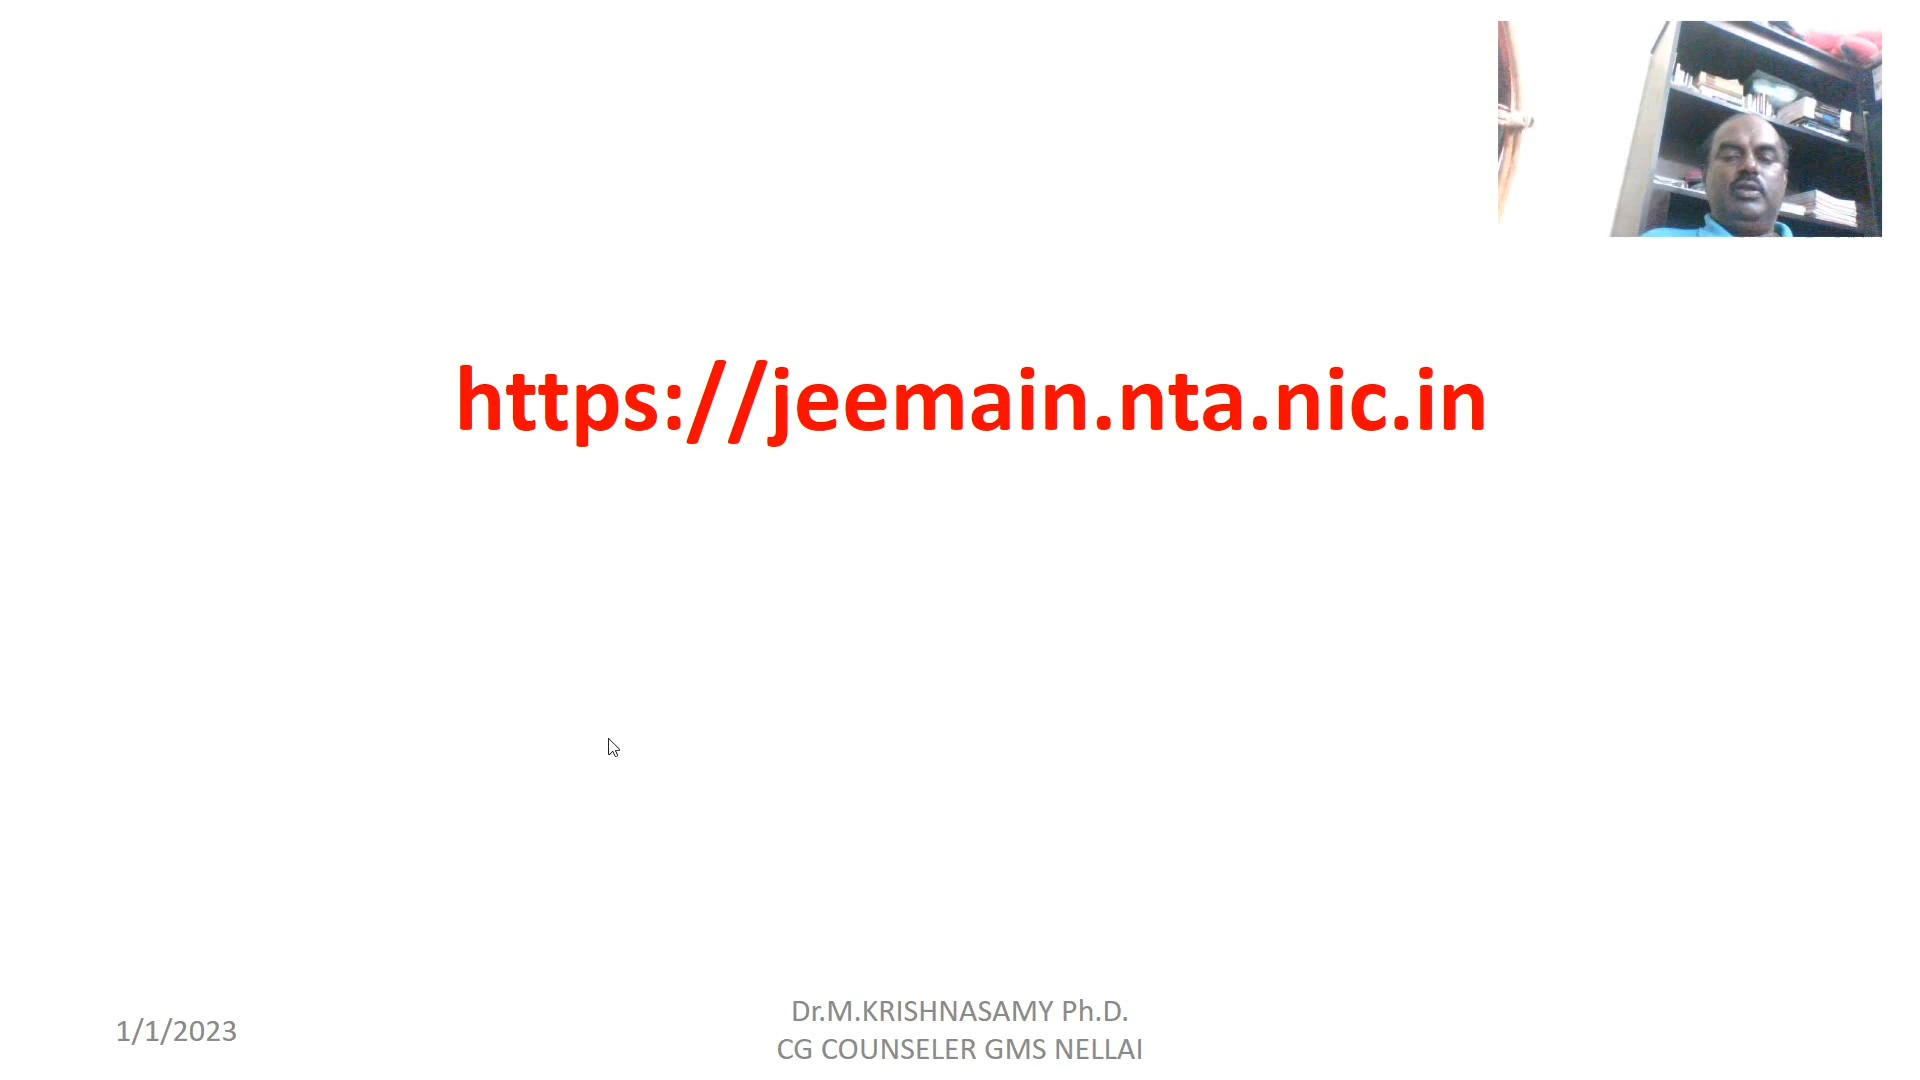 https://jeemain.nta.nic.in
1/1/2023
Dr.M.KRISHNASAMY Ph.D.
CG COUNSELER GMS NELLAI